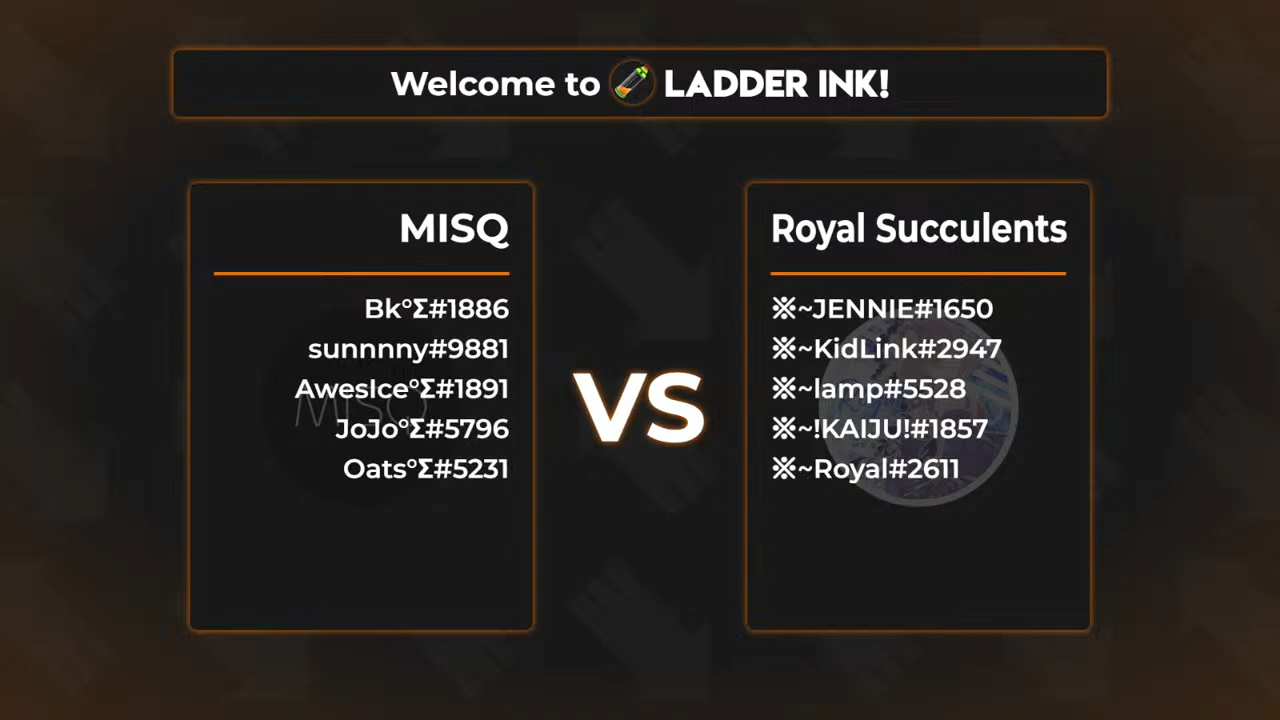 Welcome to LADDER INK!
MISQ
Bk°Σ#1886
sunnnny#9881
AwesIce°Σ#1891
JoJo°Σ#5796
Oats°Σ#5231
MISQ
VS
Royal Succulents
※~JENNIE#1650
※~KidLink#2947
※~lamp#5528
※~!KAIJU!#1857
※~Royal#2611